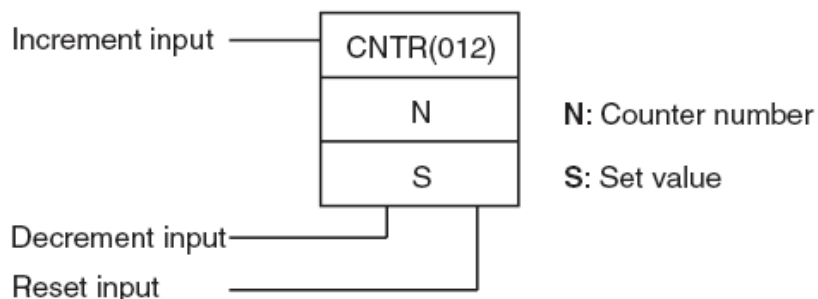 Increment input
CNTR(012)
N
N: Counter number
S
S: Set value
Decrement input
Reset input